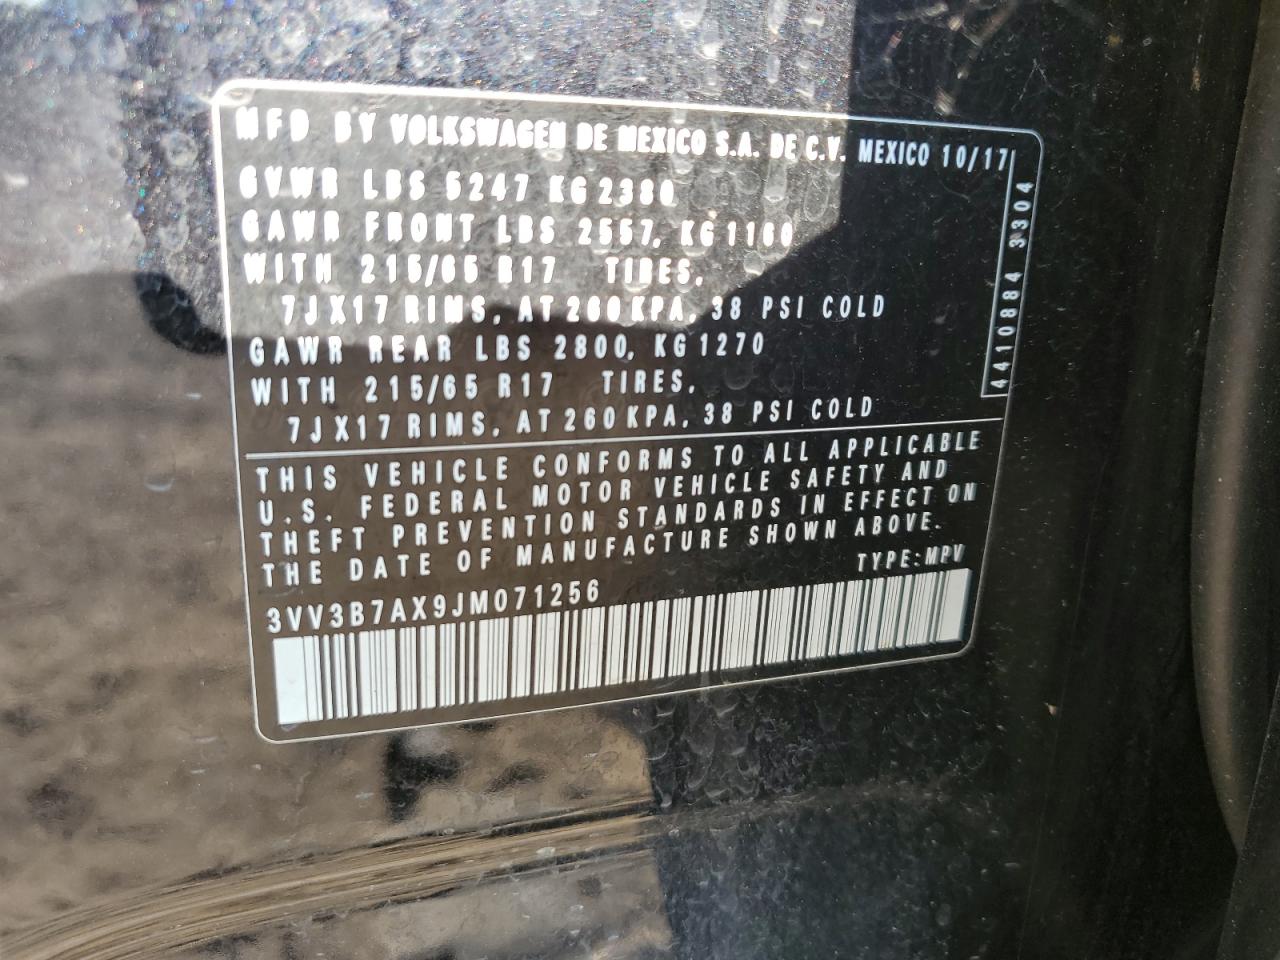 MFD BY VOLKSWAGEN DE MEXICO S.A. DE C.V. MEXICO 10/17
GVWR LBS 5247 KG 2380
GAWR FRONT LBS 2557, KG 1160
WITH 215/65 R17 TIRES,
7JX17 RIMS, AT 260 KPA, 38 PSI COLD
GAWR REAR LBS 2800, KG 1270
WITH 215/65 R17 TIRES,
7JX17 RIMS, AT 260 KPA, 38 PSI COLD
4410884 3304
THIS VEHICLE CONFORMS TO ALL APPLICABLE
U.S. FEDERAL MOTOR VEHICLE SAFETY AND
THEFT PREVENTION STANDARDS IN EFFECT ON
THE DATE OF MANUFACTURE SHOWN ABOVE.
TYPE: MPV
3VV3B7AX9JM071256